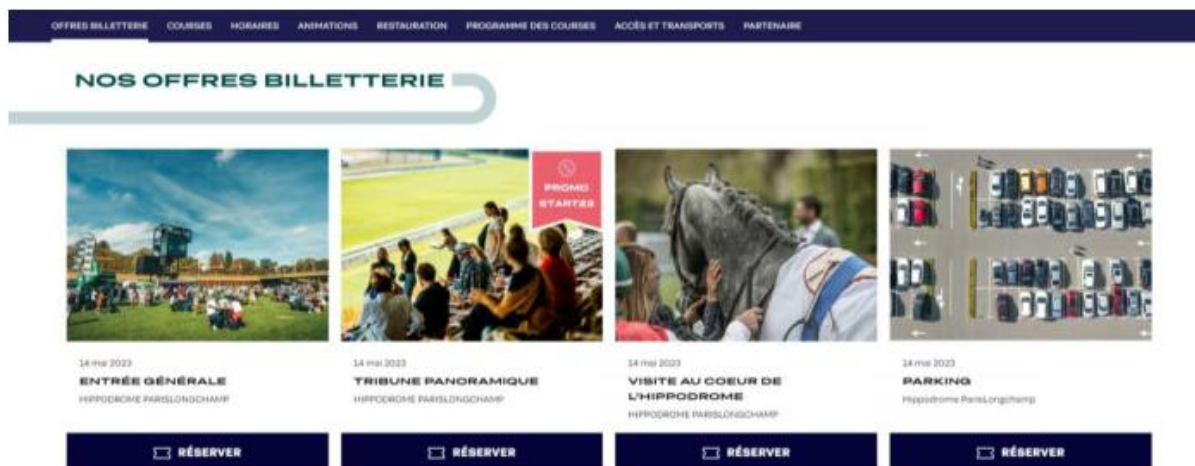 OFFRES BILLETTERIE COURSES HORAIRES ANIMATIONS RESTAURATION PROGRAMME DES COURSES ACCÈS ET TRANSPORTS PARTENAIRE
NOS OFFRES BILLETTERIE
PROMO
START23
14 mai 2023
ENTRÉE GÉNÉRALE
HIPPODROME PARISLONGCHAMP
RÉSERVER
14 mai 2023
TRIBUNE PANORAMIQUE
HIPPODROME PARISLONGCHAMP
RÉSERVER
14 mai 2023
VISITE AU COEUR DE
L'HIPPODROME
HIPPODROME PARISLONGCHAMP
RÉSERVER
14 mai 2023
PARKING
Hippodrome ParisLongchamp
RÉSERVER